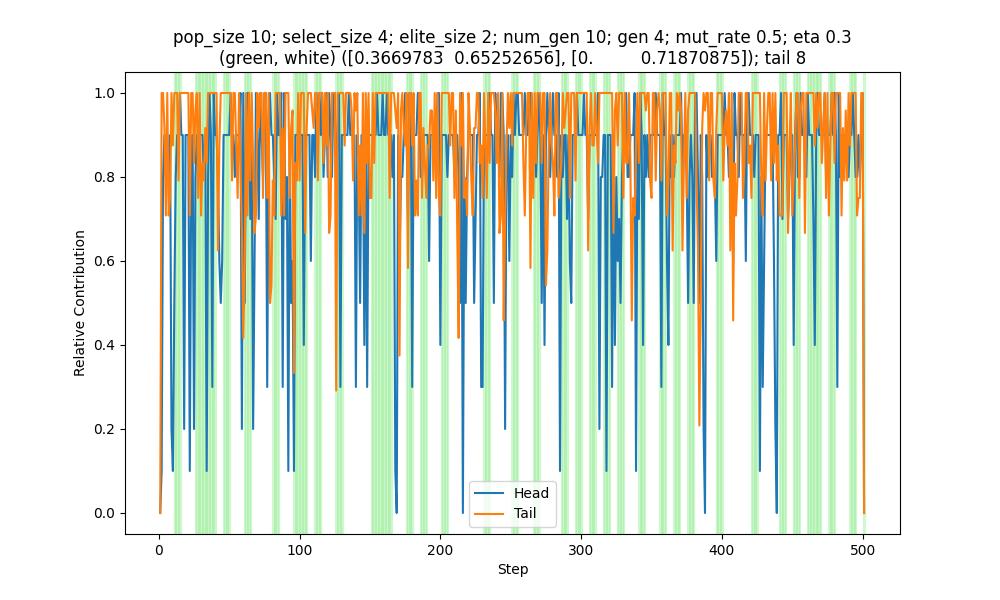 pop_size 10; select_size 4; elite_size 2; num_gen 10; gen 4; mut_rate 0.5; eta 0.3
(green, white) ([0.3669783 0.65252656], [0. 0.71870875]); tail 8
Relative Contribution
1.0
0.8
0.6
0.4
0.2
0.0
Head
Tail
0 100 200 300 400 500
Step